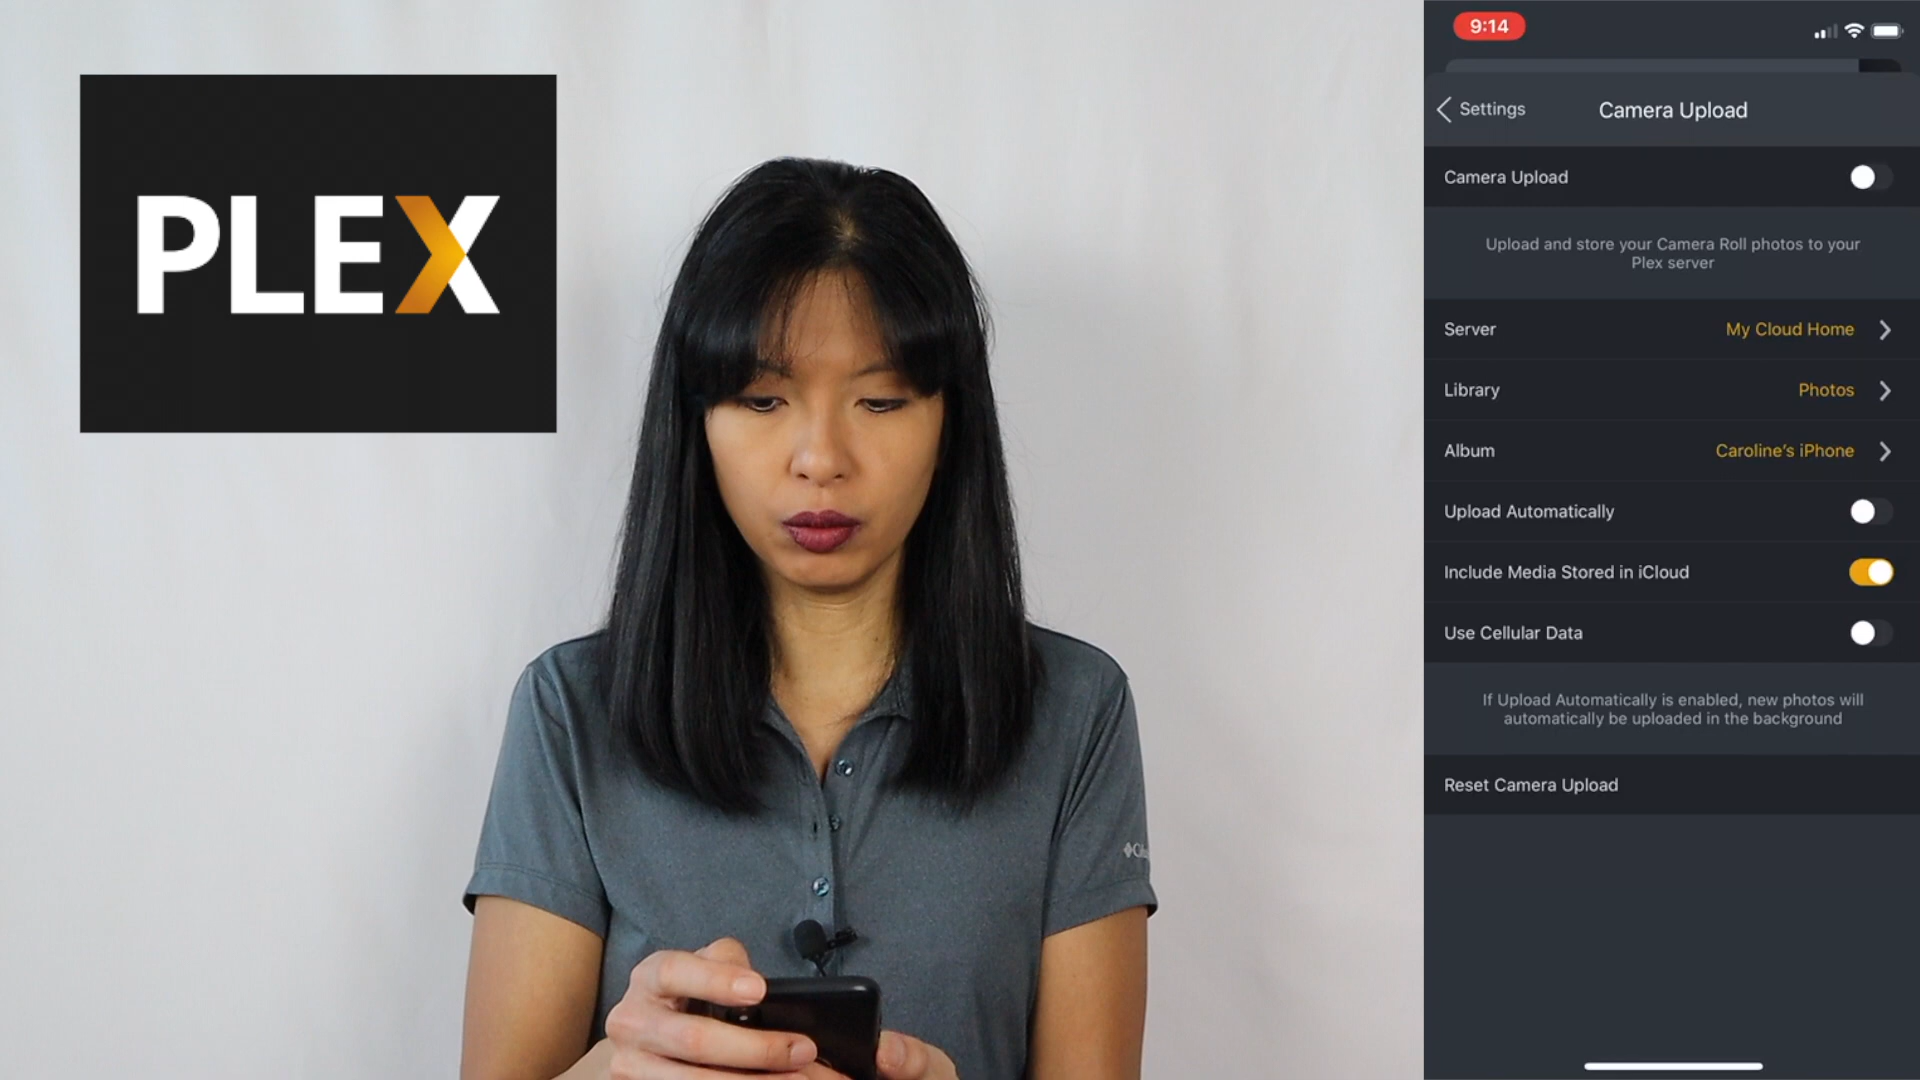 PLEX
9:14
Settings
Camera Upload
Camera Upload
Upload and store your Camera Roll photos to your
Plex server
Server
My Cloud Home
Library
Photos
Album
Caroline's iPhone
Upload Automatically
Include Media Stored in iCloud
Use Cellular Data
If Upload Automatically is enabled, new photos will
automatically be uploaded in the background
Reset Camera Upload